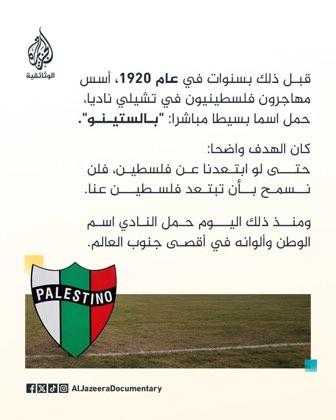 الجزيرة
الوثائقية
قبل ذلك بسنوات في عام 1920، أسس
مهاجرون فلسطينيون في تشيلي ناديا،
حمل اسما بسيطا مباشرا: "بالستينو".
كان الهدف واضحا:
حتى لو ابتعدنا عن فلسطين، فلن
نسمح بأن تبتعد فلسطين عنا.
ومنذ ذلك اليوم حمل النادي اسم
الوطن وألوانه في أقصى جنوب العالم.
PALESTINO
AlJazeeraDocumentary